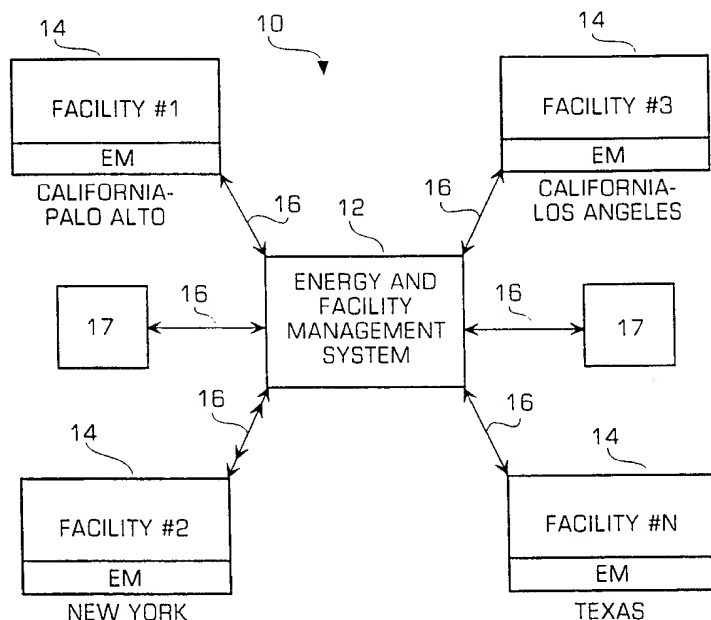 14
10
14
FACILITY #1
EM
CALIFORNIA-
PALO ALTO
FACILITY #3
EM
CALIFORNIA-
LOS ANGELES
16
12
16
ENERGY AND
FACILITY
MANAGEMENT
SYSTEM
17
16
16
17
16
16
14
14
FACILITY #2
EM
NEW YORK
FACILITY #N
EM
TEXAS